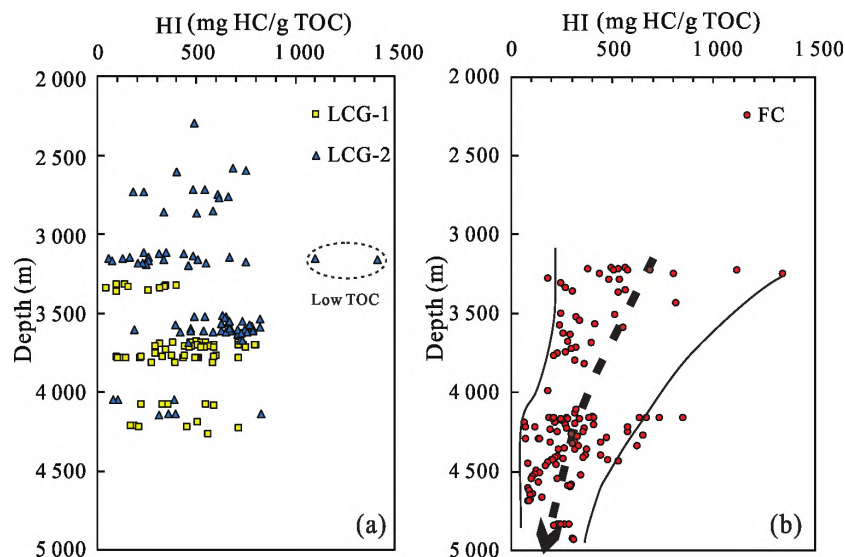 HI (mg HC/g TOC)
0 500 1 000 1 500
2 000
2 500
3 000
3 500
4 000
4 500
5 000
Depth (m)
LCG-1
LCG-2
Low TOC
(a)
HI (mg HC/g TOC)
0 500 1 000 1 500
2 000
2 500
3 000
3 500
4 000
4 500
5 000
Depth (m)
FC
(b)